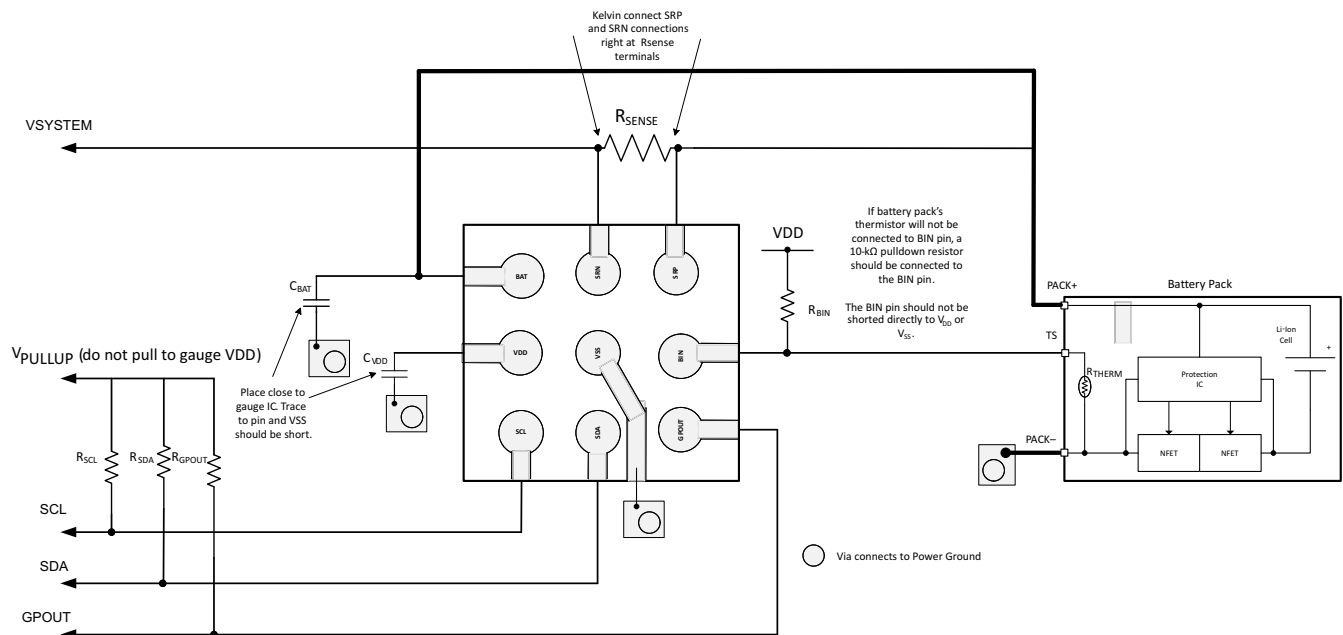 Kelvin connect SRP
and SRN connections
right at Rsense
terminals
VSYSTEM
RSENSE
If battery pack's
thermistor will not be
connected to BIN pin, a
10-kΩ pulldown resistor
should be connected to
the BIN pin.
The BIN pin should not be
shorted directly to VDD or
VSS.
VDD
RBIN
BAT
SRN
SRP
CBAT
PACK+
Battery Pack
TS
Li-Ion
Cell
+
RTHERM
Protection
IC
PACK–
NFET
NFET
VPULLUP (do not pull to gauge VDD)
CVDD
VDD
VSS
BIN
Place close to
gauge IC. Trace
to pin and VSS
should be short.
SCL
SDA
GPOUT
RSCL
RSDA
RGPOUT
SCL
SDA
GPOUT
Via connects to Power Ground